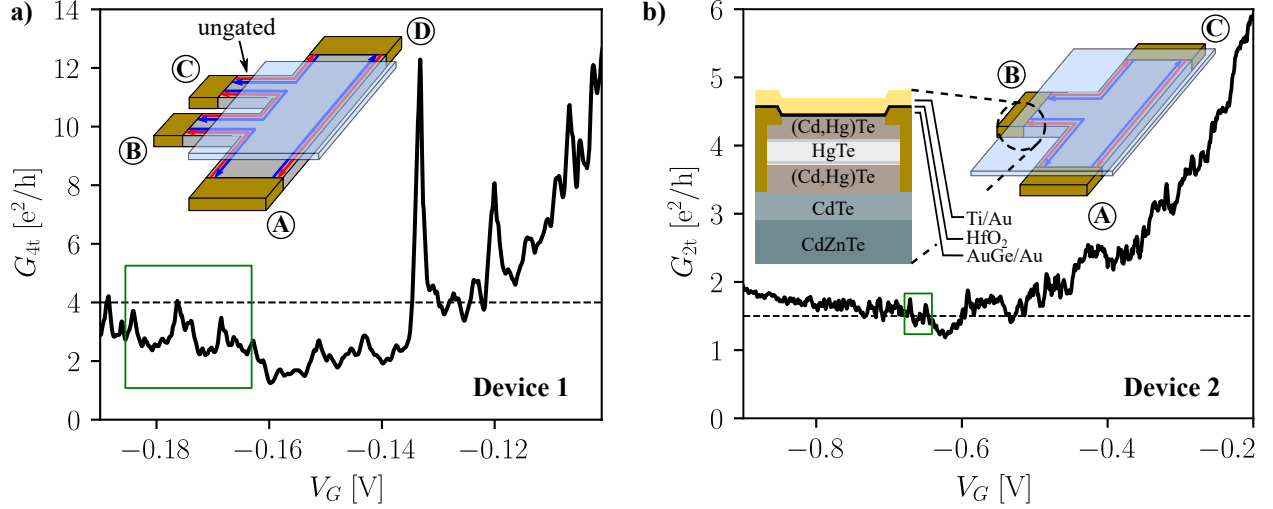 a)
14
12
10
8
6
4
2
0
G4t [e²/h]
ungated
C
B
A
D
Device 1
−0.18
−0.16
−0.14
−0.12
V_G [V]
b)
6
5
4
3
2
1
0
G2t [e²/h]
(Cd,Hg)Te
HgTe
(Cd,Hg)Te
CdTe
CdZnTe
Ti/Au
HfO₂
AuGe/Au
B
C
A
Device 2
−0.8
−0.6
−0.4
−0.2
V_G [V]